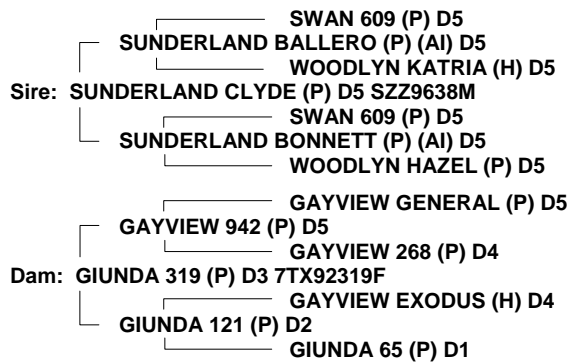 SWAN 609 (P) D5
SUNDERLAND BALLERO (P) (AI) D5
WOODLYN KATRIA (H) D5
Sire: SUNDERLAND CLYDE (P) D5 SZZ9638M
SWAN 609 (P) D5
SUNDERLAND BONNETT (P) (AI) D5
WOODLYN HAZEL (P) D5
GAYVIEW GENERAL (P) D5
GAYVIEW 942 (P) D5
GAYVIEW 268 (P) D4
Dam: GIUNDA 319 (P) D3 7TX92319F
GAYVIEW EXODUS (H) D4
GIUNDA 121 (P) D2
GIUNDA 65 (P) D1